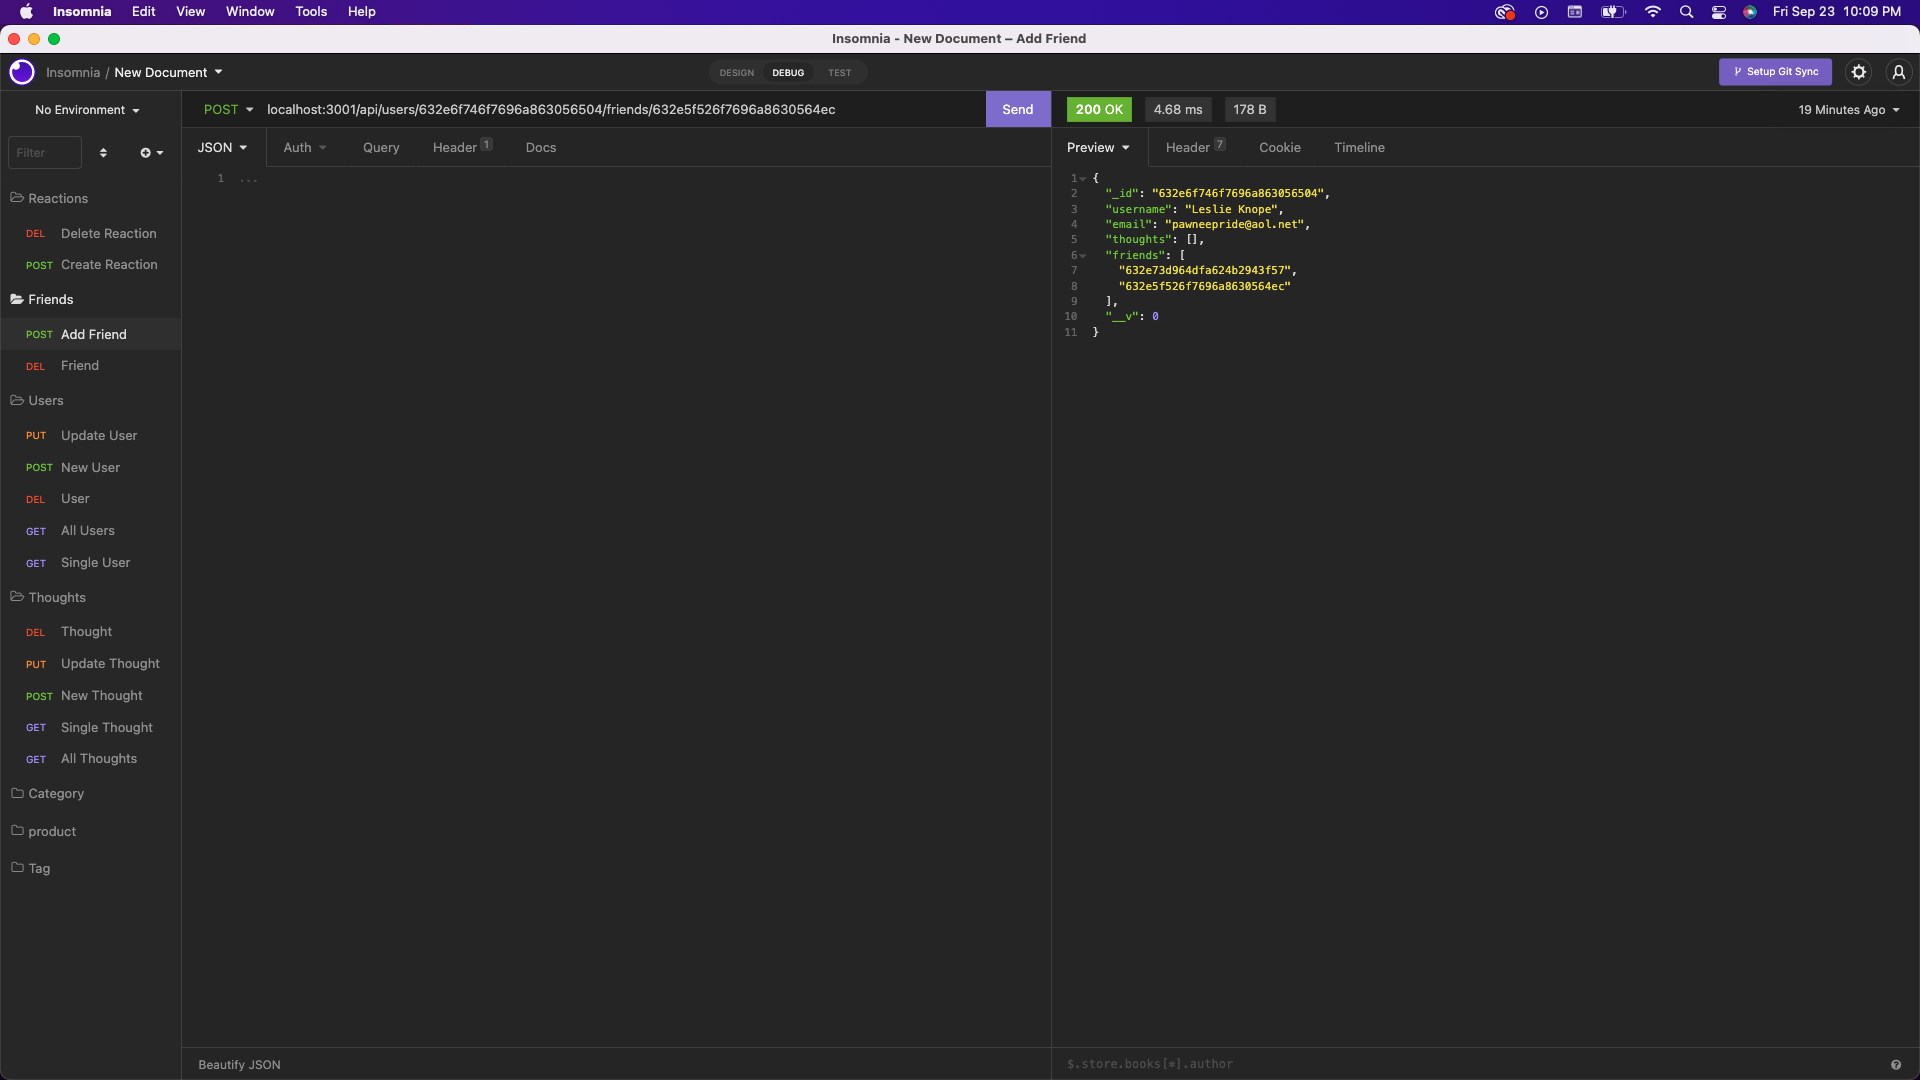 Insomnia Edit View Window Tools Help Fri Sep 23 10:09 PM
Insomnia - New Document – Add Friend
Insomnia / New Document DESIGN DEBUG TEST Setup Git Sync
No Environment POST localhost:3001/api/users/632e6f746f7696a863056504/friends/632e5f526f7696a8630564ec Send 200 OK 4.68 ms 178 B 19 Minutes Ago
Filter JSON Auth Query Header 1 Docs Preview Header 7 Cookie Timeline
1 ...
Reactions
DEL Delete Reaction
POST Create Reaction
Friends
POST Add Friend
DEL Friend
Users
PUT Update User
POST New User
DEL User
GET All Users
GET Single User
Thoughts
DEL Thought
PUT Update Thought
POST New Thought
GET Single Thought
GET All Thoughts
Category
product
Tag
1 {
2 "_id": "632e6f746f7696a863056504",
3 "username": "Leslie Knope",
4 "email": "pawneepride@aol.net",
5 "thoughts": [],
6 "friends": [
7 "632e73d964dfa624b2943f57",
8 "632e5f526f7696a8630564ec"
9 ],
10 "__v": 0
11 }
Beautify JSON $.store.books[*].author